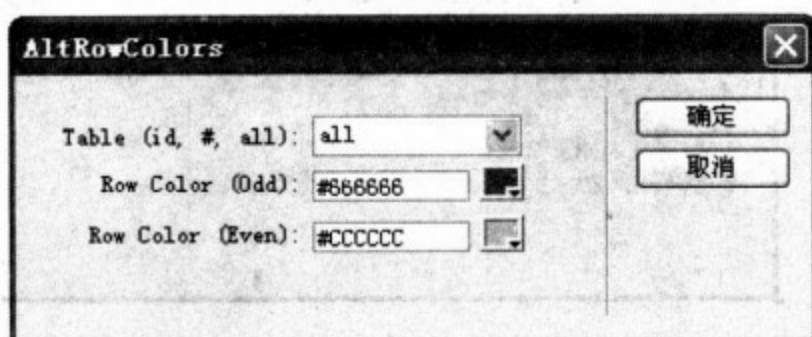 AltRowColors
Table (id, #, all): all
Row Color (Odd): #666666
Row Color (Even): #CCCCCC
确定
取消